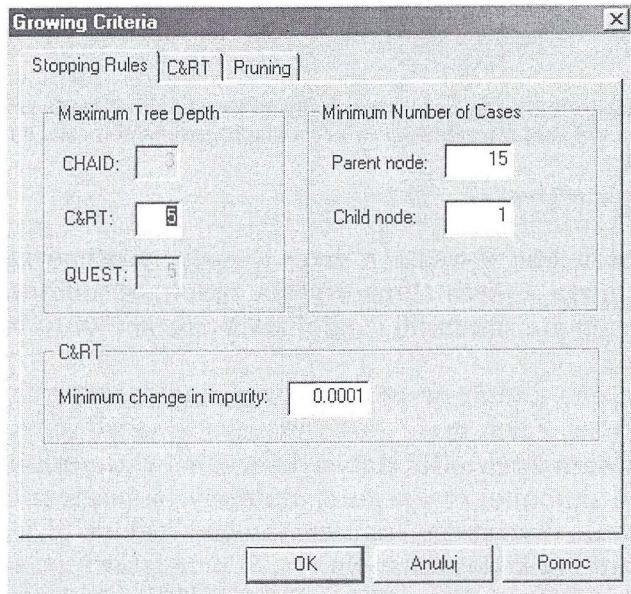 Growing Criteria
Stopping Rules C&RT Pruning
Maximum Tree Depth
CHAID: 3
C&RT: 5
QUEST: 5
Minimum Number of Cases
Parent node: 15
Child node: 1
C&RT
Minimum change in impurity: 0.0001
OK Anuluj Pomoc